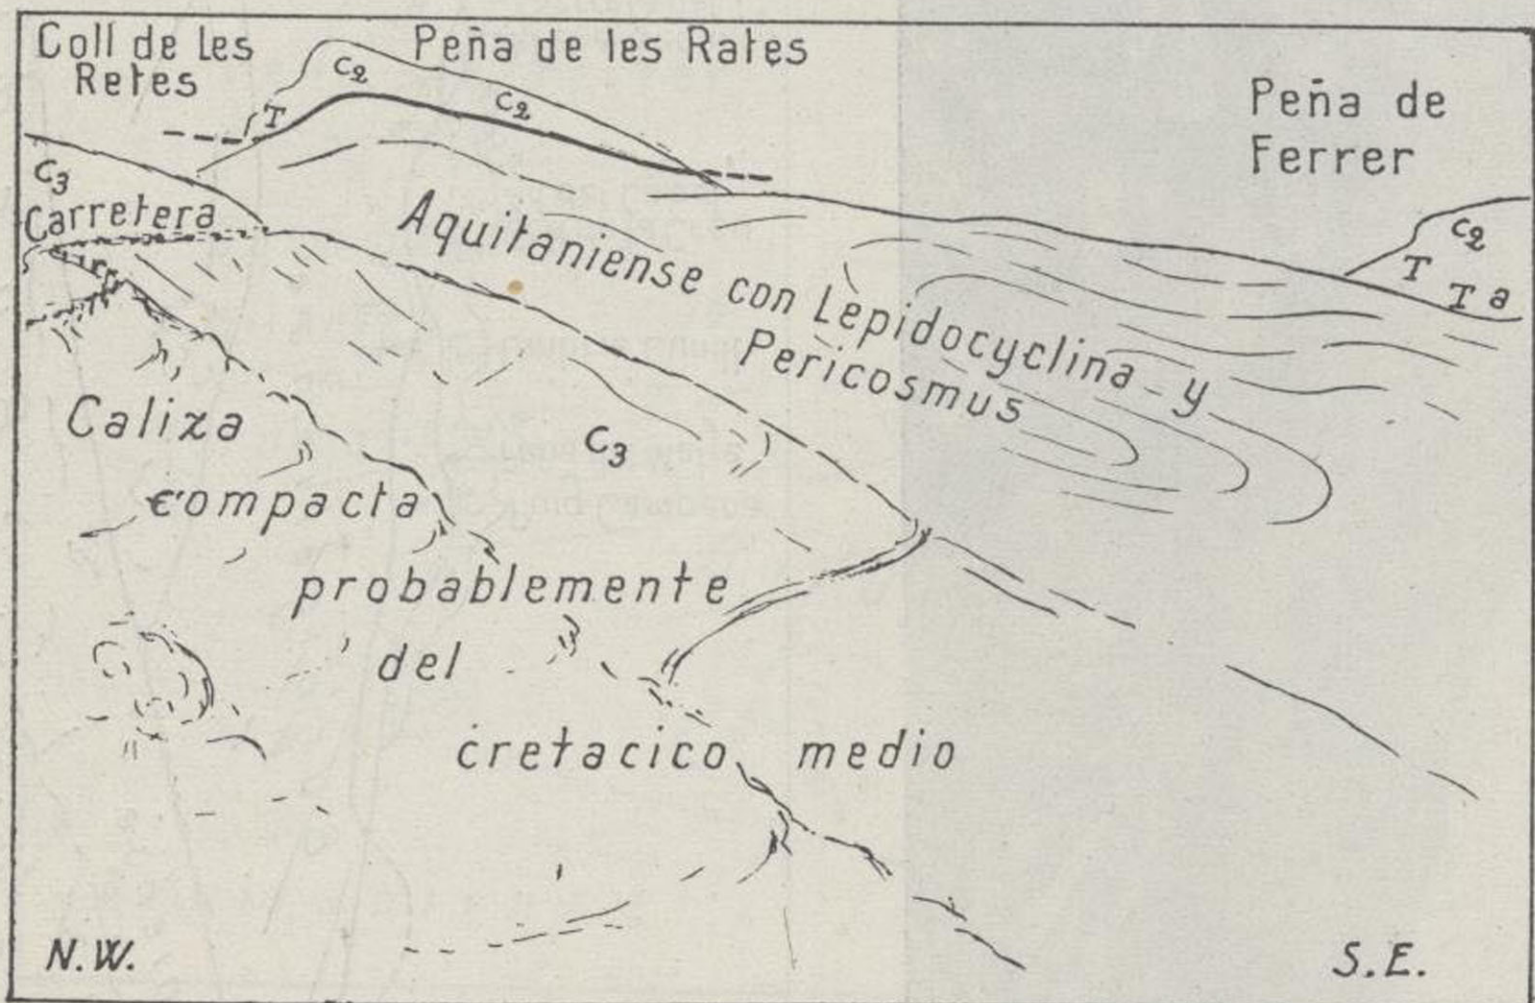 Coll de Les
Retes
Peña de les Rates
Peña de
Ferrer
C2
C2
T
C3
Carretera
C2
T
T a
Aquitaniense con Lepidocyclina y
Pericosmus
C3
Caliza
compacta
probablemente
del
cretacico medio
N.W.
S.E.